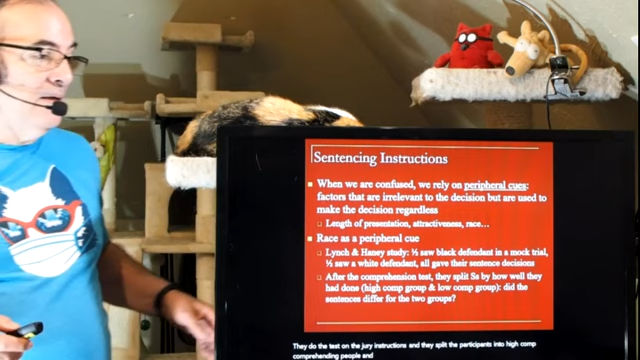 Sentencing Instructions
When we are confused, we rely on peripheral cues:
factors that are irrelevant to the decision but are used to
make the decision regardless
Length of presentation, attractiveness, race…
Race as a peripheral cue
Lynch & Haney study: ½ saw black defendant in a mock trial,
½ saw a white defendant, all gave their sentence decisions
After the comprehension test, they split Ss by how well they
had done (high comp group & low comp group): did the
sentences differ for the two groups?
They do the test on the jury instructions and they split the participants into high comp
comprehending people and